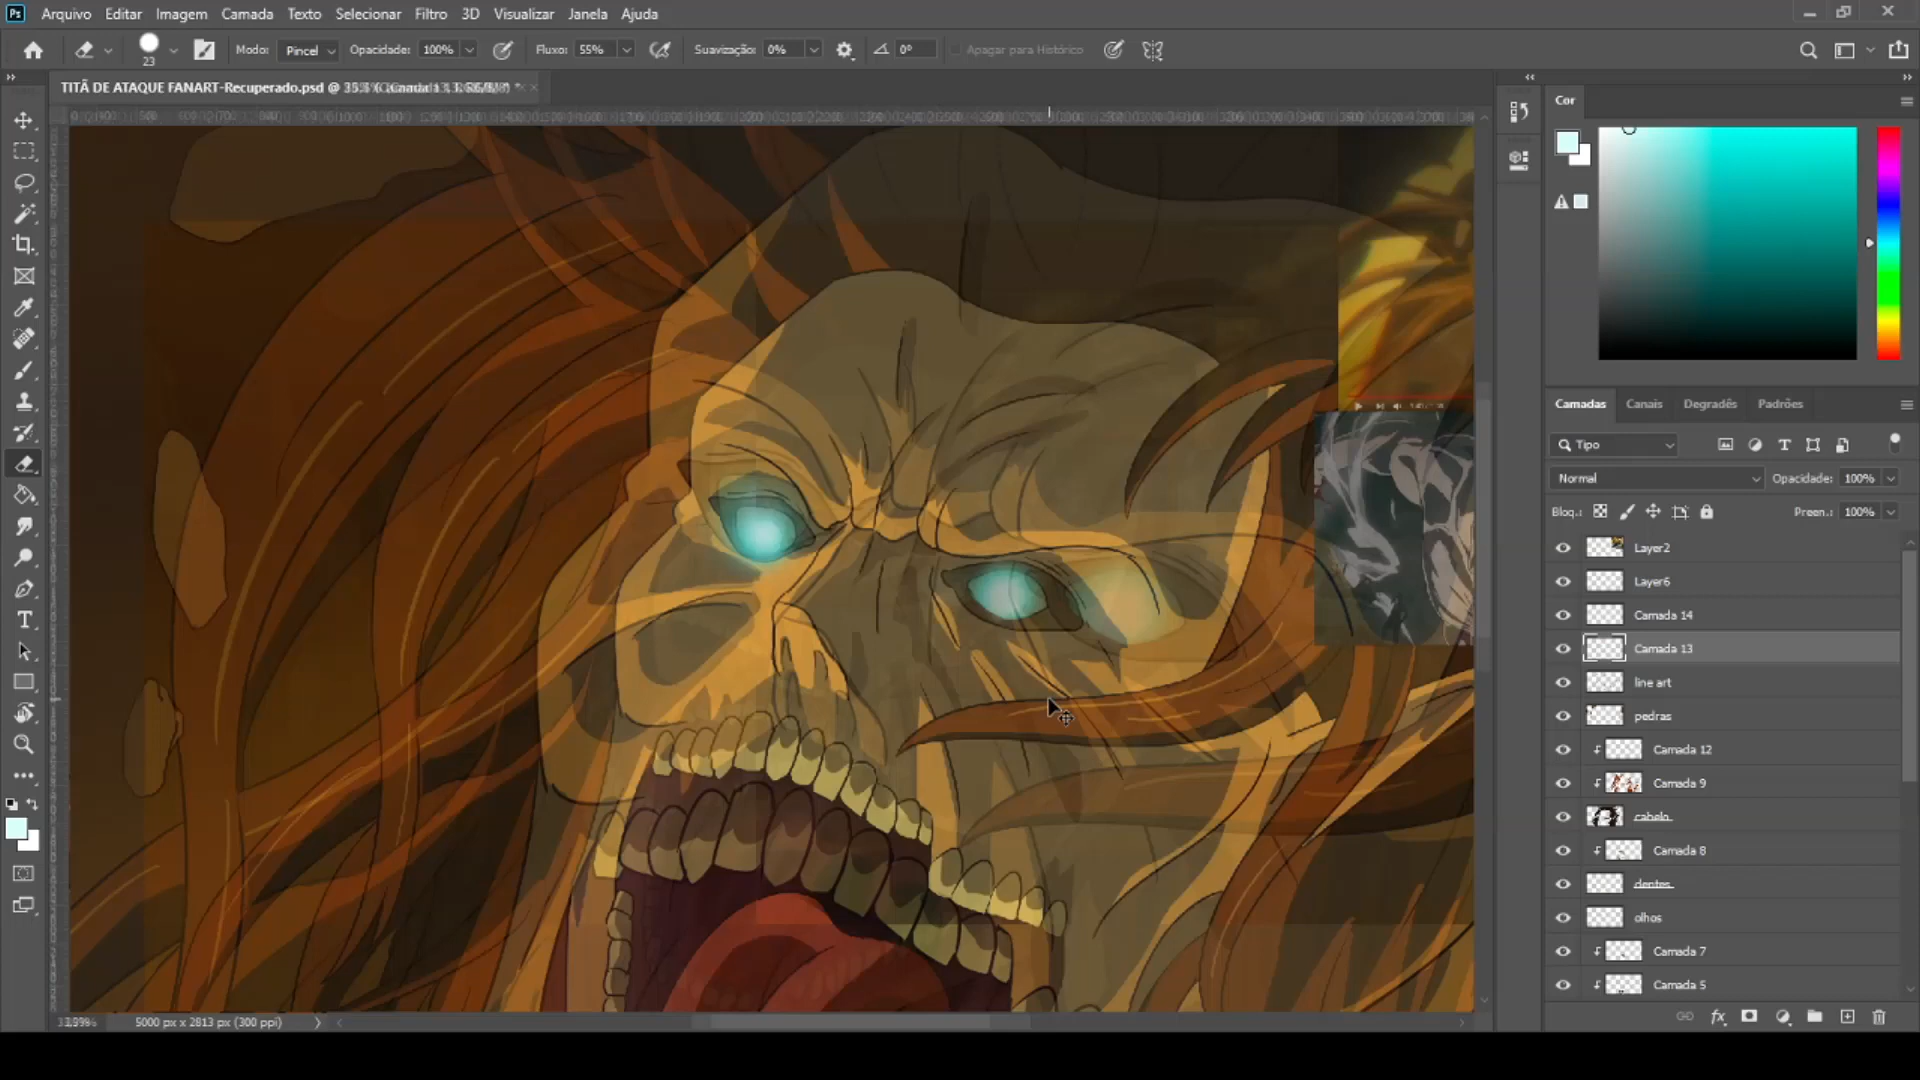 Ps Arquivo Editar Imagem Camada Texto Selecionar Filtro 3D Visualizar Janela Ajuda
23 Modo: Pincel Opacidade: 100% Fluxo: 55% Suavização: 0% 0° Apagar para Histórico
TITÃ DE ATAQUE FANART-Recuperado.psd @
Cor
Camadas Canais Degradês Padrões
Tipo
Normal Opacidade: 100%
Bloq.: Preen.: 100%
Layer2
Layer6
Camada 14
Camada 13
line art
pedras
Camada 12
Camada 9
cabelo
Camada 8
dentes
olhos
Camada 7
Camada 5
5000 px x 2813 px (300 ppi)
fx